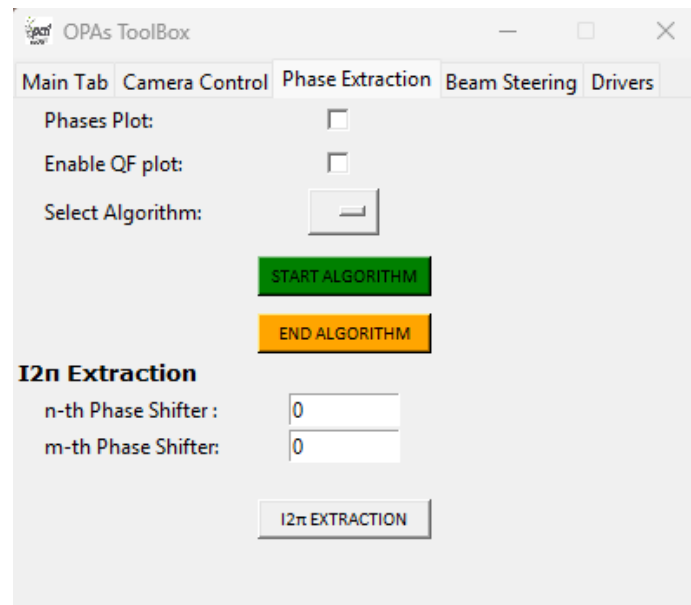 OPAs ToolBox
Main Tab Camera Control Phase Extraction Beam Steering Drivers
Phases Plot:
Enable QF plot:
Select Algorithm:
START ALGORITHM
END ALGORITHM
I2π Extraction
n-th Phase Shifter :
0
m-th Phase Shifter:
0
I2π EXTRACTION